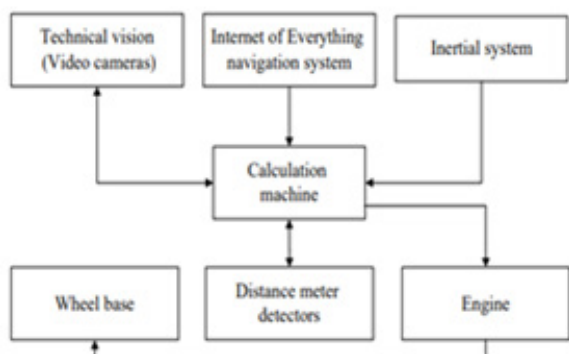 Technical vision
(Video cameras)
Internet of Everything
navigation system
Inertial system
Calculation
machine
Wheel base
Distance meter
detectors
Engine